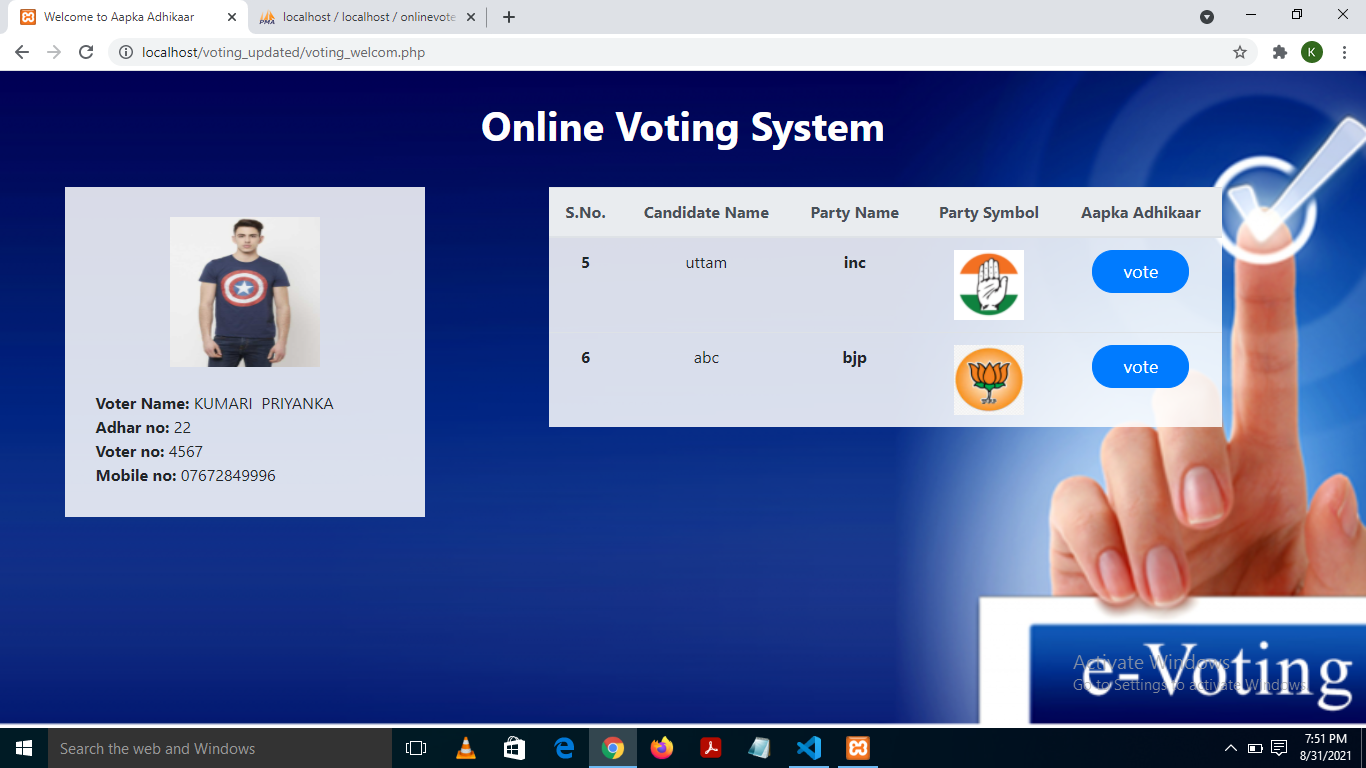 Welcome to Aapka Adhikaar
localhost / localhost / onlinevote
localhost/voting_updated/voting_welcom.php
K
Online Voting System
Voter Name: KUMARI  PRIYANKA
Adhar no: 22
Voter no: 4567
Mobile no: 07672849996
S.No. Candidate Name Party Name Party Symbol Aapka Adhikaar
5 uttam inc vote
6 abc bjp vote
e-Voting
Activate Windows
Go to Settings to activate Windows.
Search the web and Windows
7:51 PM
8/31/2021